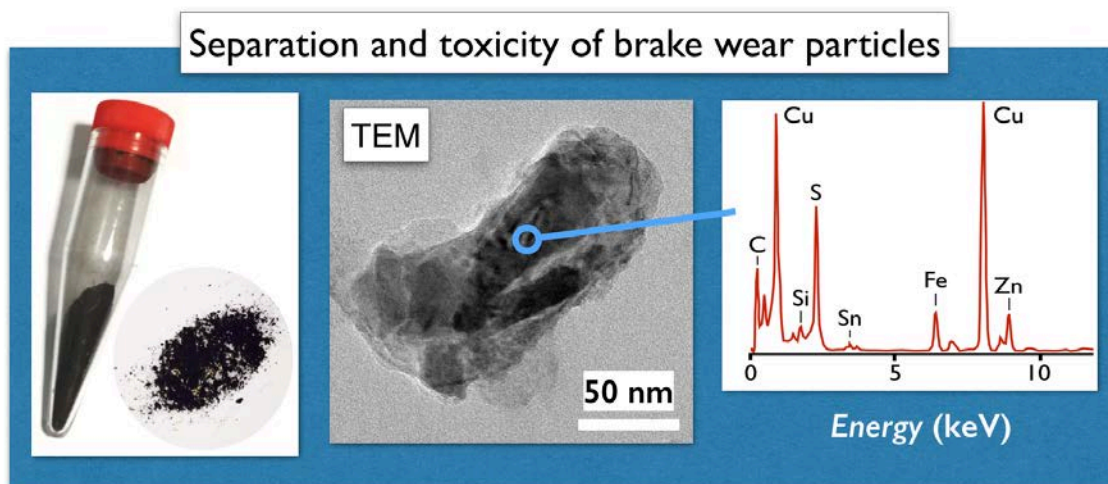 Separation and toxicity of brake wear particles
TEM
50 nm
Cu
Cu
S
C
Si
Sn
Fe
Zn
0
5
10
Energy (keV)